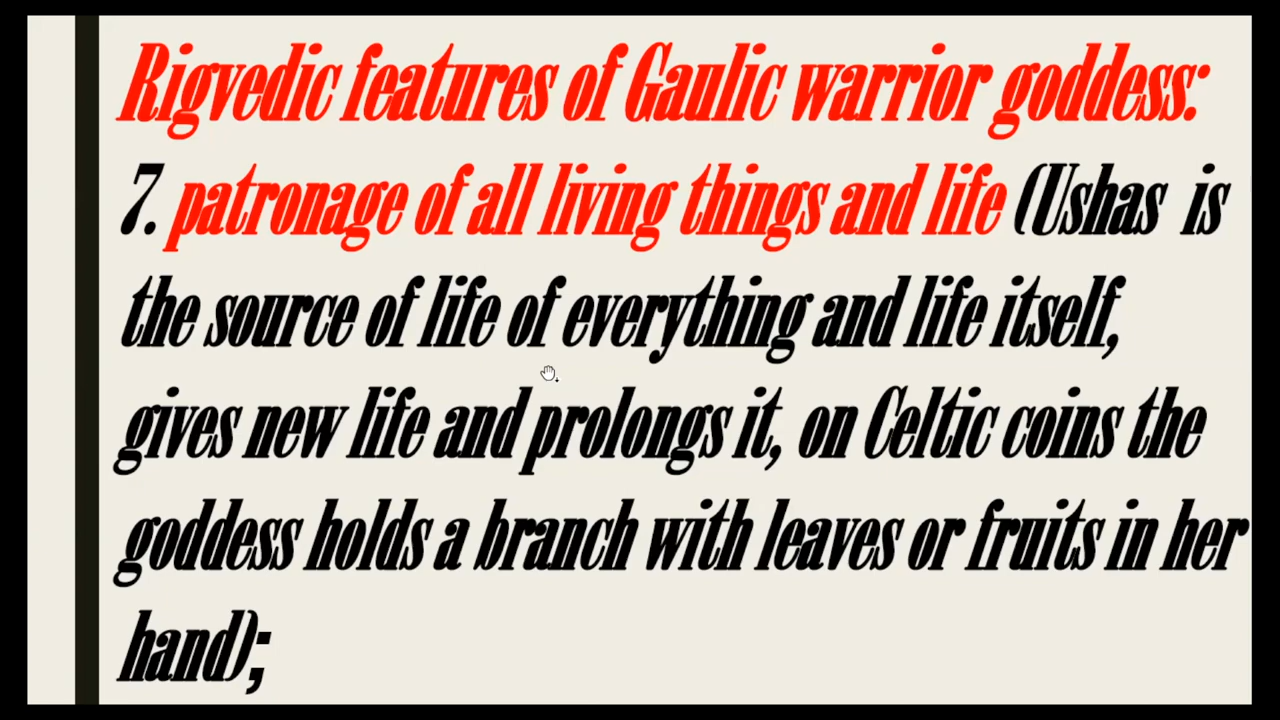 Rigvedic features of Gaulic warrior goddess:
7. patronage of all living things and life (Ushas is
the source of life of everything and life itself,
gives new life and prolongs it, on Celtic coins the
goddess holds a branch with leaves or fruits in her
hand);